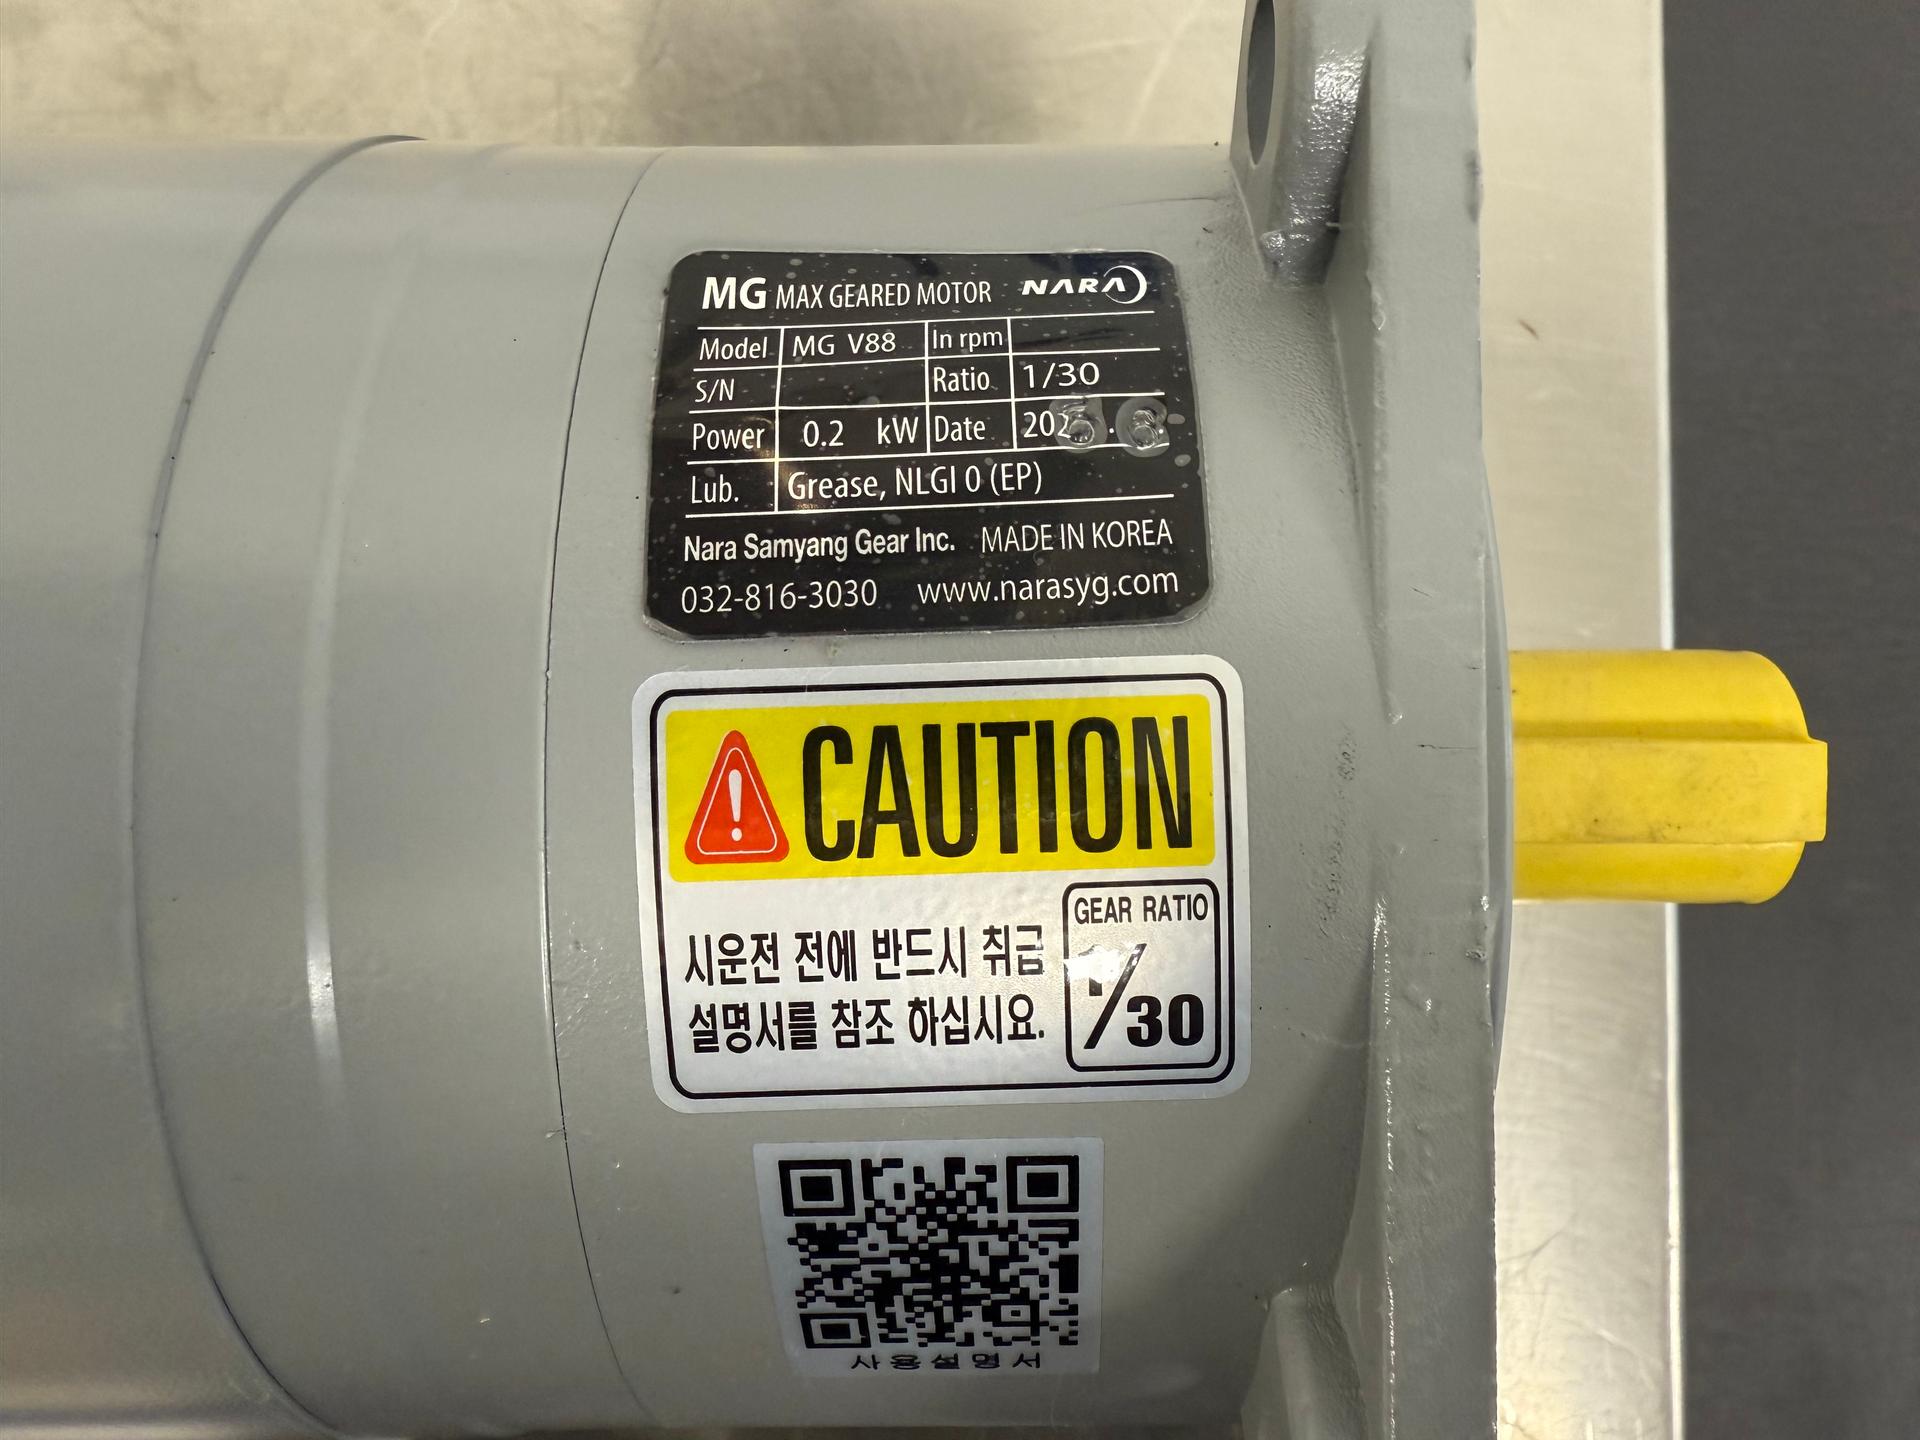 MG MAX GEARED MOTOR NARA
Model MG V88 In rpm
S/N Ratio 1/30
Power 0.2 kW Date
Lub. Grease, NLGI 0 (EP)
Nara Samyang Gear Inc. MADE IN KOREA
032-816-3030 www.narasyg.com
CAUTION
시운전 전에 반드시 취급
설명서를 참조 하십시요.
GEAR RATIO
1/30
사용설명서